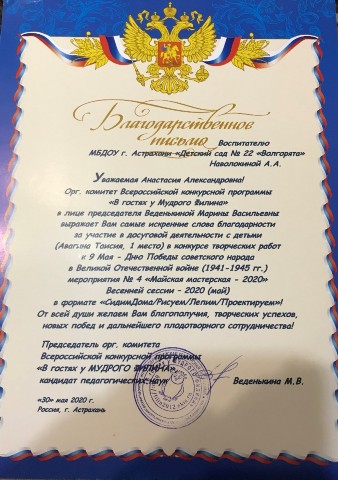 Благодарственное
письмо
Воспитателю
МБДОУ г. Астрахани «Детский сад № 22 «Волгорята»
Наволокиной А.А.
Уважаемая Анастасия Александровна!
Орг. комитет Всероссийской конкурсной программы
«В гостях у Мудрого Филина»
в лице председателя Веденькиной Марины Васильевны
выражает Вам самые искренние слова благодарности
за участие в досуговой деятельности с детьми
(Авагина Таисия, 1 место) в конкурсе творческих работ
к 9 Мая - Дню Победы советского народа
в Великой Отечественной войне (1941-1945 гг.)
мероприятия № 4 «Майская мастерская - 2020»
Весенней сессии - 2020 (май)
в формате «СидимДома/Рисуем/Лепим/Проектируем»!
От всей души желаем Вам благополучия, творческих успехов,
новых побед и дальнейшего плодотворного сотрудничества!
Председатель орг. комитета
Всероссийской конкурсной программы
«В гостях у МУДРОГО ФИЛИНА»,
кандидат педагогических наук Веденькина М.В.
«30» мая 2020 г.
Россия, г. Астрахань